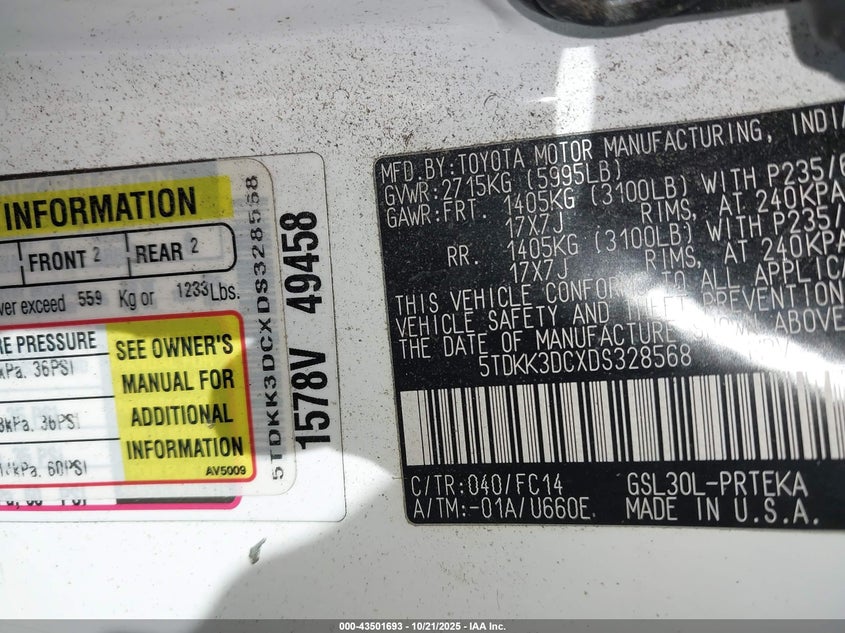 INFORMATION
FRONT 2
REAR 2
exceed 559 Kg or 1233 Lbs.
PRESSURE
kPa. 36PSI
kPa. 36PSI
kPa. 60PSI
SEE OWNER'S
MANUAL FOR
ADDITIONAL
INFORMATION
AV5009
5TDKK3DCXDS328568
1578V 49458
MFD.BY:TOYOTA MOTOR MANUFACTURING, INDIA
GVWR:2715KG (5995LB)
GAWR:FRT. 1405KG (3100LB) WITH P235/6
17X7J RIMS, AT 240KPA
RR. 1405KG (3100LB) WITH P235/
17X7J RIMS, AT 240KPA
THIS VEHICLE CONFORMS TO ALL APPLICA
VEHICLE SAFETY AND THEFT PREVENTION
THE DATE OF MANUFACTURE SHOWN ABOVE
5TDKK3DCXDS328568
C/TR:040/FC14 GSL30L-PRTEKA
A/TM:-01A/U660E MADE IN U.S.A.
000-43501693 - 10/21/2025 - IAA Inc.